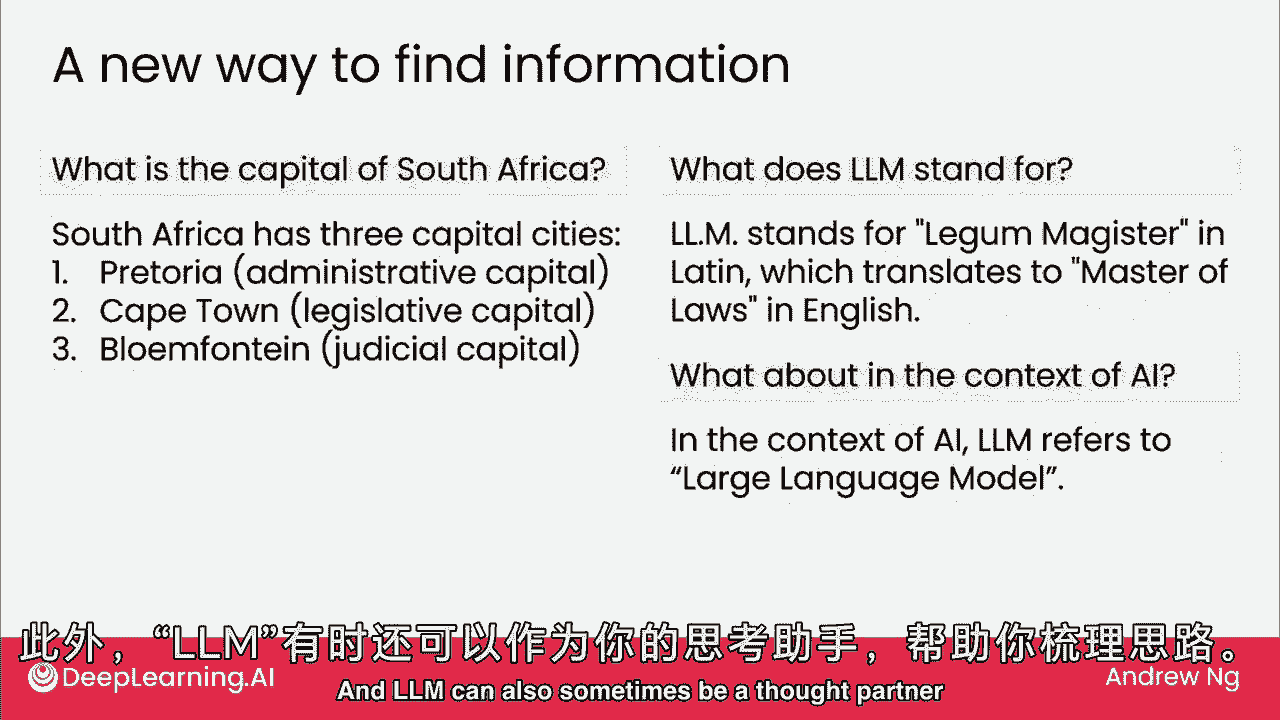 A new way to find information
What is the capital of South Africa?
South Africa has three capital cities:
1. Pretoria (administrative capital)
2. Cape Town (legislative capital)
3. Bloemfontein (judicial capital)
What does LLM stand for?
LL.M. stands for "Legum Magister" in
Latin, which translates to "Master of
Laws" in English.
What about in the context of AI?
In the context of AI, LLM refers to
“Large Language Model”.
此外，“LLM”有时还可以作为你的思考助手，帮助你梳理思路。
DeepLearning.AI
And LLM can also sometimes be a thought partner
Andrew Ng